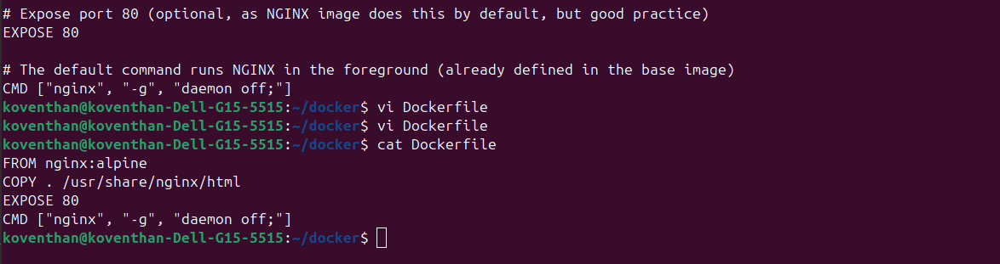 # Expose port 80 (optional, as NGINX image does this by default, but good practice)
EXPOSE 80
# The default command runs NGINX in the foreground (already defined in the base image)
CMD ["nginx", "-g", "daemon off;"]
koventhan@koventhan-Dell-G15-5515:~/docker$ vi Dockerfile
koventhan@koventhan-Dell-G15-5515:~/docker$ vi Dockerfile
koventhan@koventhan-Dell-G15-5515:~/docker$ cat Dockerfile
FROM nginx:alpine
COPY . /usr/share/nginx/html
EXPOSE 80
CMD ["nginx", "-g", "daemon off;"]
koventhan@koventhan-Dell-G15-5515:~/docker$